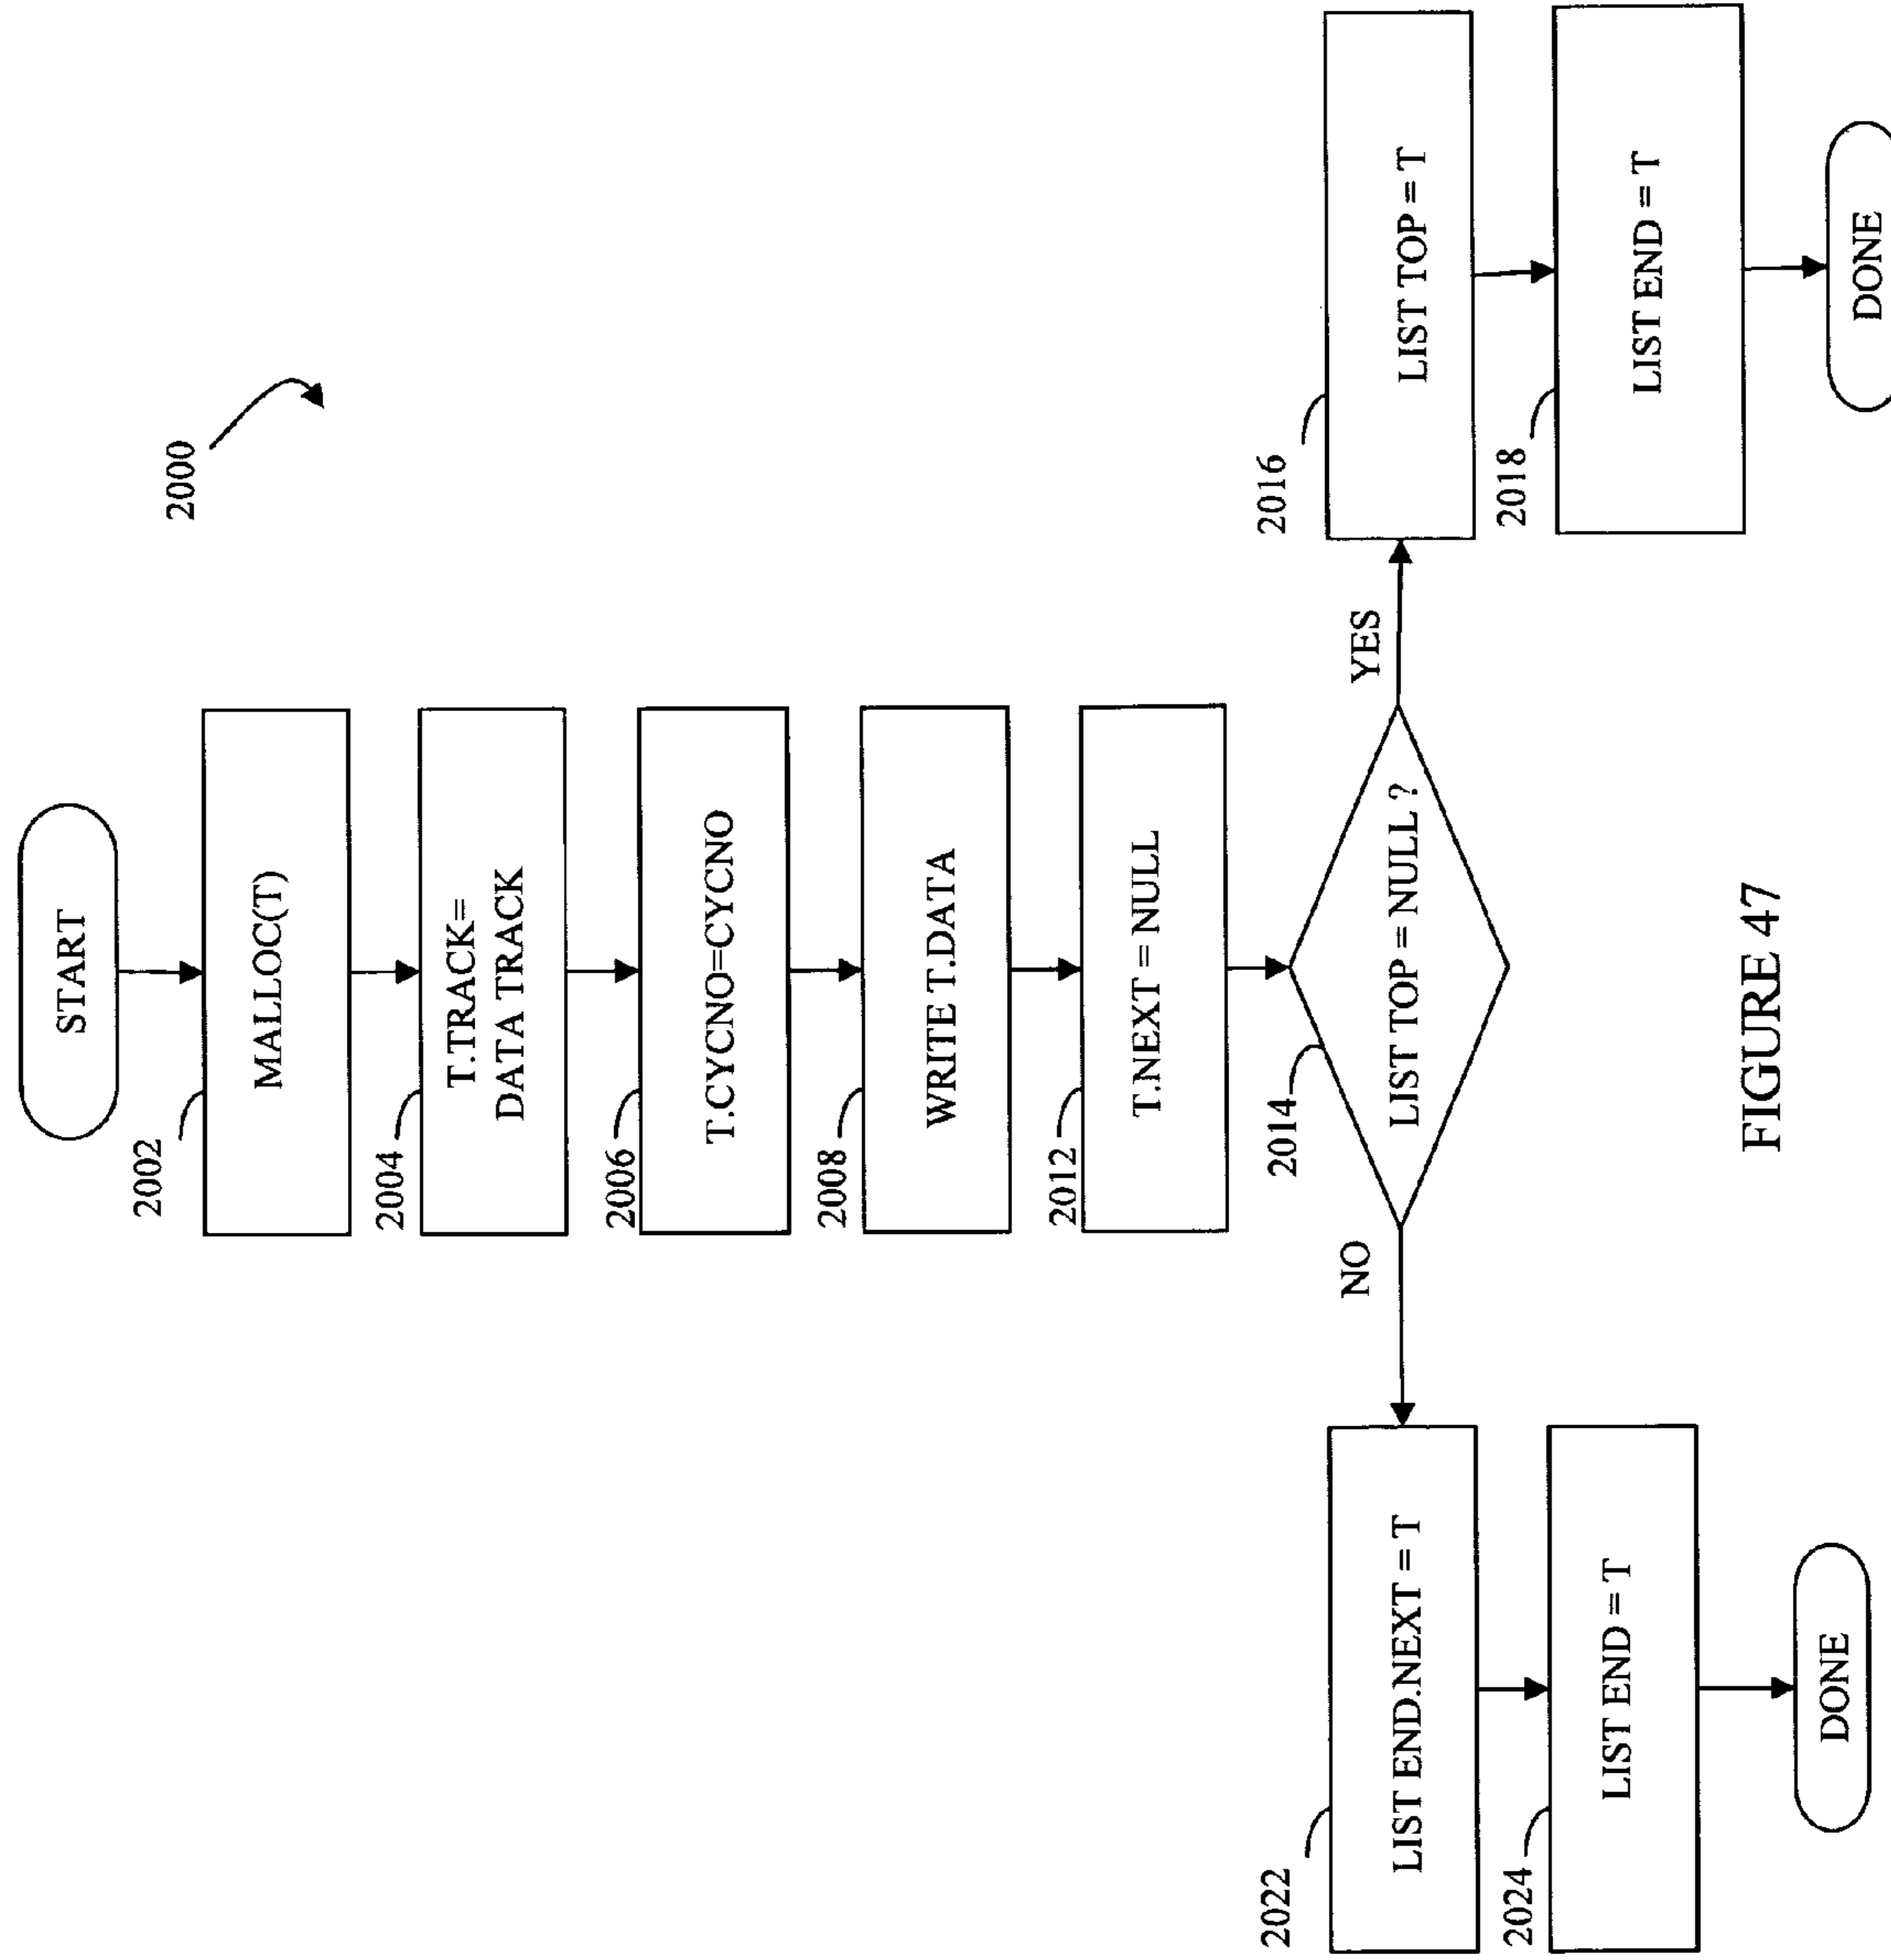 2000
START
2002
MALLOC(T)
2004
T.TRACK=
DATA TRACK
2006
T.CYCNO=CYCNO
2008
WRITE T.DATA
2012
T.NEXT = NULL
2014
LIST TOP = NULL ?
NO
YES
2022
LIST END.NEXT = T
2024
LIST END = T
DONE
2016
LIST TOP = T
2018
LIST END = T
DONE
FIGURE 47